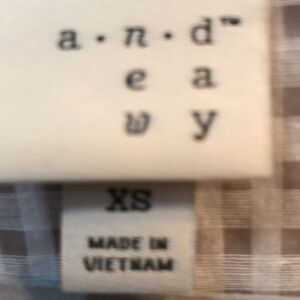 a • n • d™
e a
w y
XS
MADE IN
VIETNAM